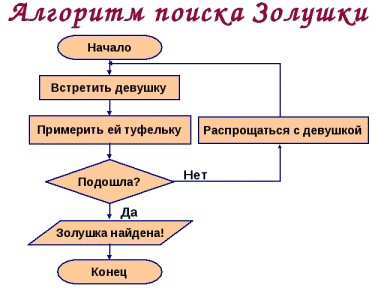 Алгоритм поиска Золушки
Начало
Встретить девушку
Примерить ей туфельку
Распрощаться с девушкой
Подошла?
Нет
Да
Золушка найдена!
Конец